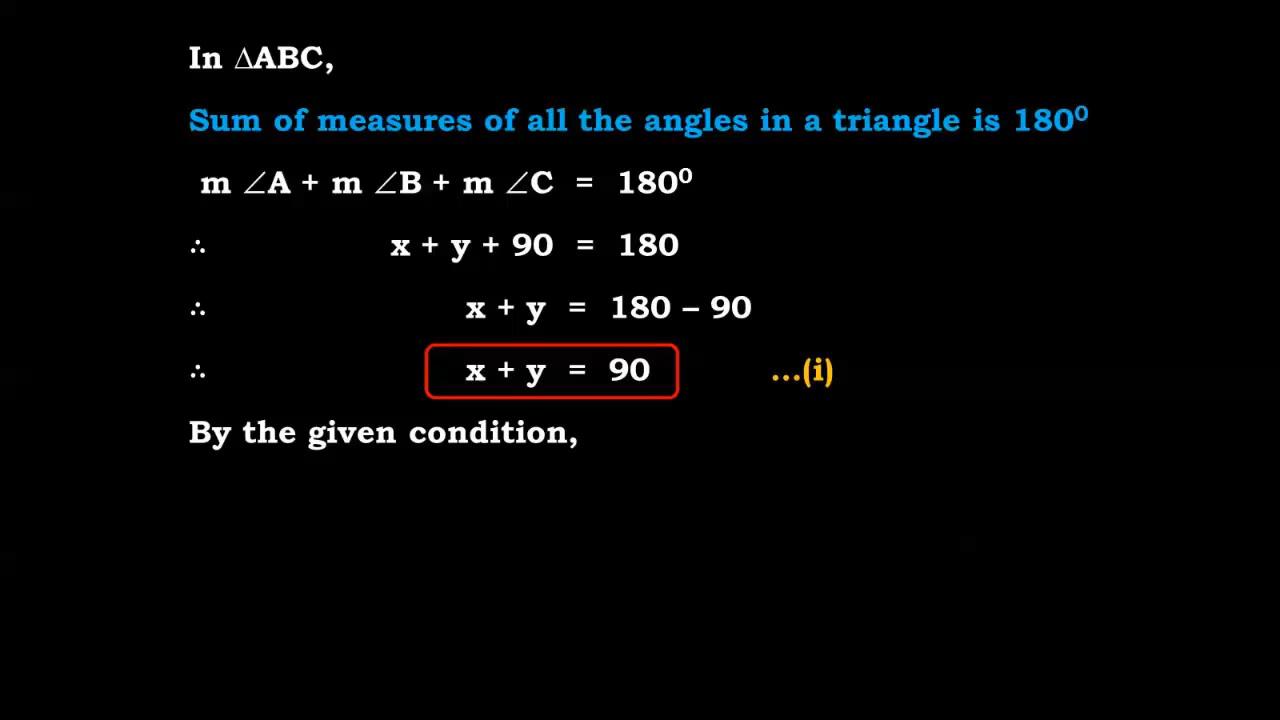 In ∆ABC,
Sum of measures of all the angles in a triangle is 180⁰
m ∠A + m ∠B + m ∠C = 180⁰
∴ x + y + 90 = 180
∴ x + y = 180 – 90
∴ x + y = 90 ...(i)
By the given condition,